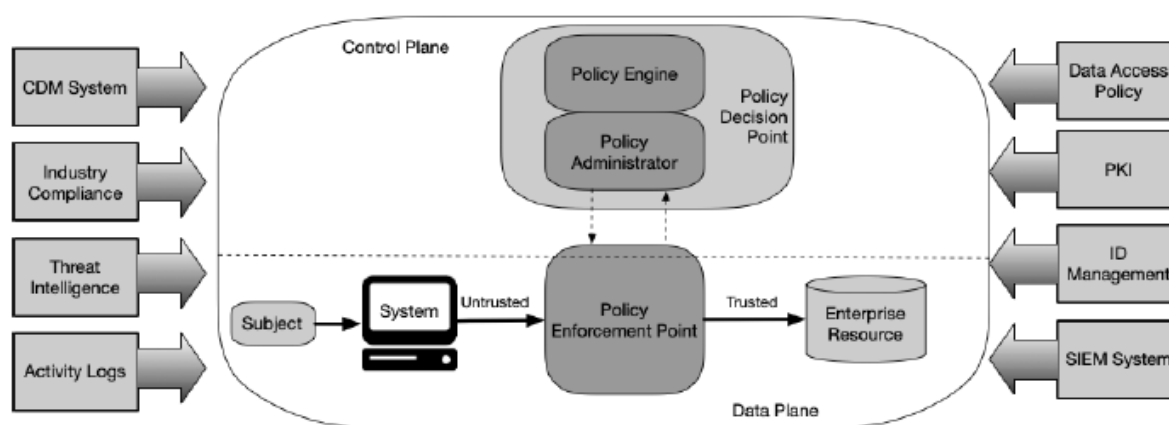 Control Plane
CDM System
Industry
Compliance
Threat
Intelligence
Activity Logs
Policy Engine
Policy
Administrator
Policy
Decision
Point
Subject
System
Untrusted
Policy
Enforcement Point
Trusted
Enterprise
Resource
Data Plane
Data Access
Policy
PKI
ID
Management
SIEM System